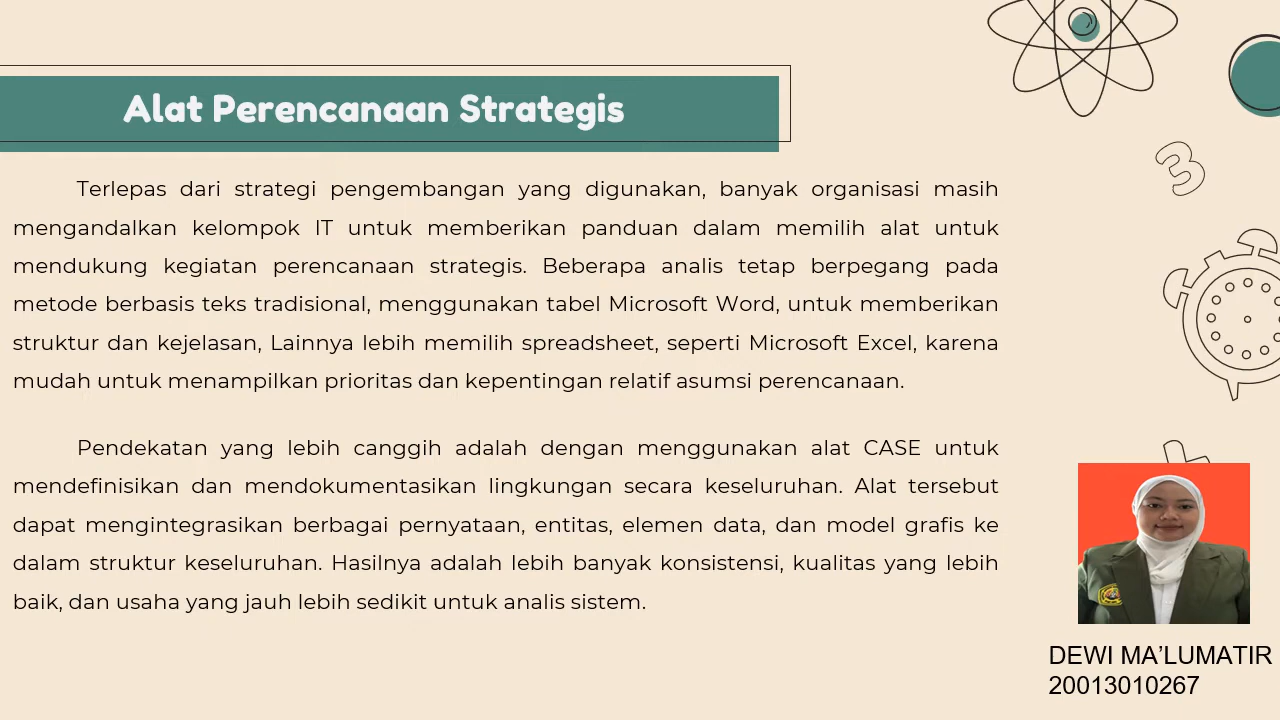 Alat Perencanaan Strategis
Terlepas dari strategi pengembangan yang digunakan, banyak organisasi masih
mengandalkan kelompok IT untuk memberikan panduan dalam memilih alat untuk
mendukung kegiatan perencanaan strategis. Beberapa analis tetap berpegang pada
metode berbasis teks tradisional, menggunakan tabel Microsoft Word, untuk memberikan
struktur dan kejelasan, Lainnya lebih memilih spreadsheet, seperti Microsoft Excel, karena
mudah untuk menampilkan prioritas dan kepentingan relatif asumsi perencanaan.
Pendekatan yang lebih canggih adalah dengan menggunakan alat CASE untuk
mendefinisikan dan mendokumentasikan lingkungan secara keseluruhan. Alat tersebut
dapat mengintegrasikan berbagai pernyataan, entitas, elemen data, dan model grafis ke
dalam struktur keseluruhan. Hasilnya adalah lebih banyak konsistensi, kualitas yang lebih
baik, dan usaha yang jauh lebih sedikit untuk analis sistem.
3
DEWI MA’LUMATIR
20013010267